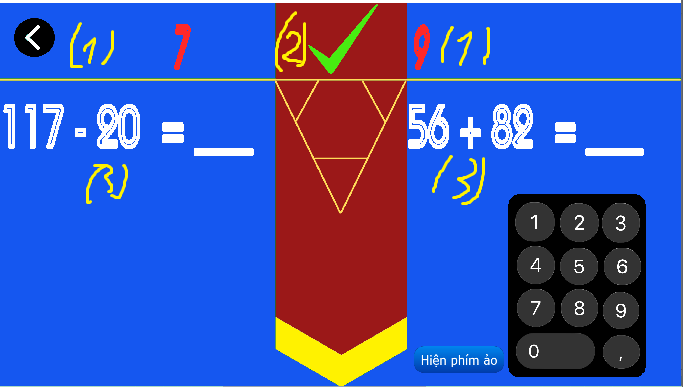 (1) 7 (2) 9 (1)
117 - 20 = ___ 56 + 82 = ___
(3) (3)
1 2 3
4 5 6
7 8 9
0 ,
Hiện phím ảo